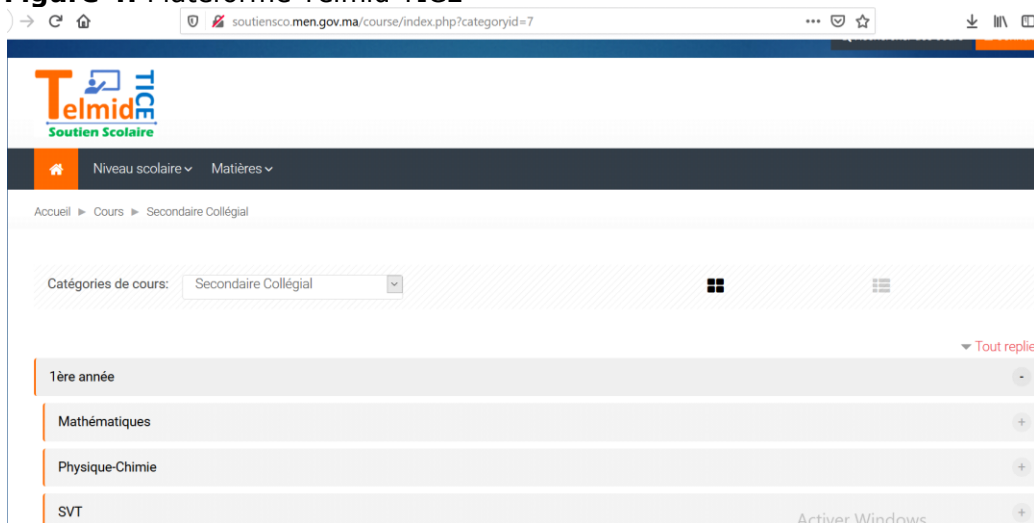 Figure 4. Plateforme Telmid TICE
soutiensco.men.gov.ma/course/index.php?categoryid=7
Telmid TICE
Soutien Scolaire
Niveau scolaire Matières
Accueil ▶ Cours ▶ Secondaire Collégial
Catégories de cours: Secondaire Collégial
Tout replie
1ère année -
Mathématiques +
Physique-Chimie +
SVT +
Activer Windows